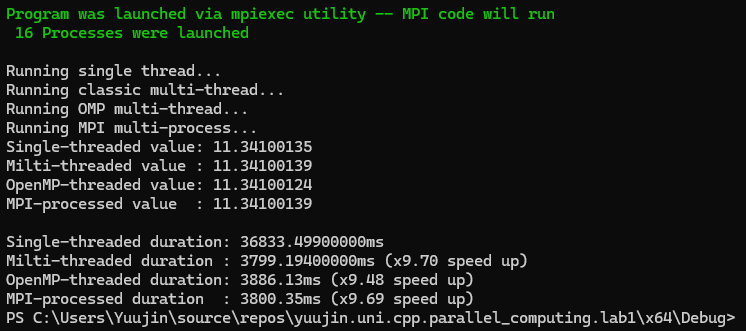 Program was launched via mpiexec utility -- MPI code will run
16 Processes were launched
Running single thread...
Running classic multi-thread...
Running OMP multi-thread...
Running MPI multi-process...
Single-threaded value: 11.34100135
Milti-threaded value : 11.34100139
OpenMP-threaded value: 11.34100124
MPI-processed value  : 11.34100139
Single-threaded duration: 36833.49900000ms
Milti-threaded duration : 3799.19400000ms (x9.70 speed up)
OpenMP-threaded duration: 3886.13ms (x9.48 speed up)
MPI-processed duration  : 3800.35ms (x9.69 speed up)
PS C:\Users\Yuujin\source\repos\yuujin.uni.cpp.parallel_computing.lab1\x64\Debug>